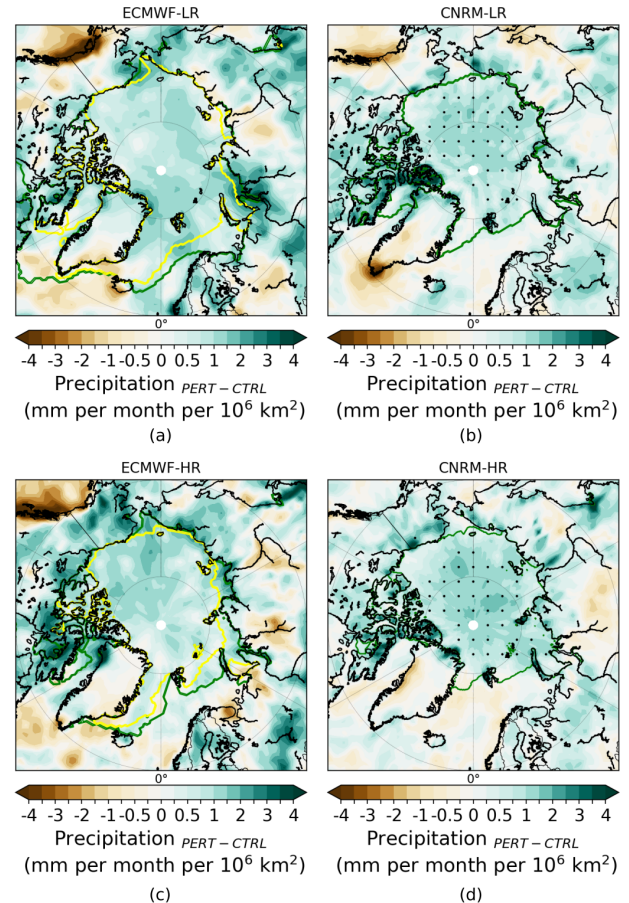 ECMWF-LR
CNRM-LR
0°
0°
-4 -3 -2 -1-0.5 0 0.5 1 2 3 4
-4 -3 -2 -1-0.5 0 0.5 1 2 3 4
Precipitation PERT−CTRL
(mm per month per 10⁶ km²)
Precipitation PERT−CTRL
(mm per month per 10⁶ km²)
(a)
(b)
ECMWF-HR
CNRM-HR
0°
0°
-4 -3 -2 -1-0.5 0 0.5 1 2 3 4
-4 -3 -2 -1-0.5 0 0.5 1 2 3 4
Precipitation PERT−CTRL
(mm per month per 10⁶ km²)
Precipitation PERT−CTRL
(mm per month per 10⁶ km²)
(c)
(d)